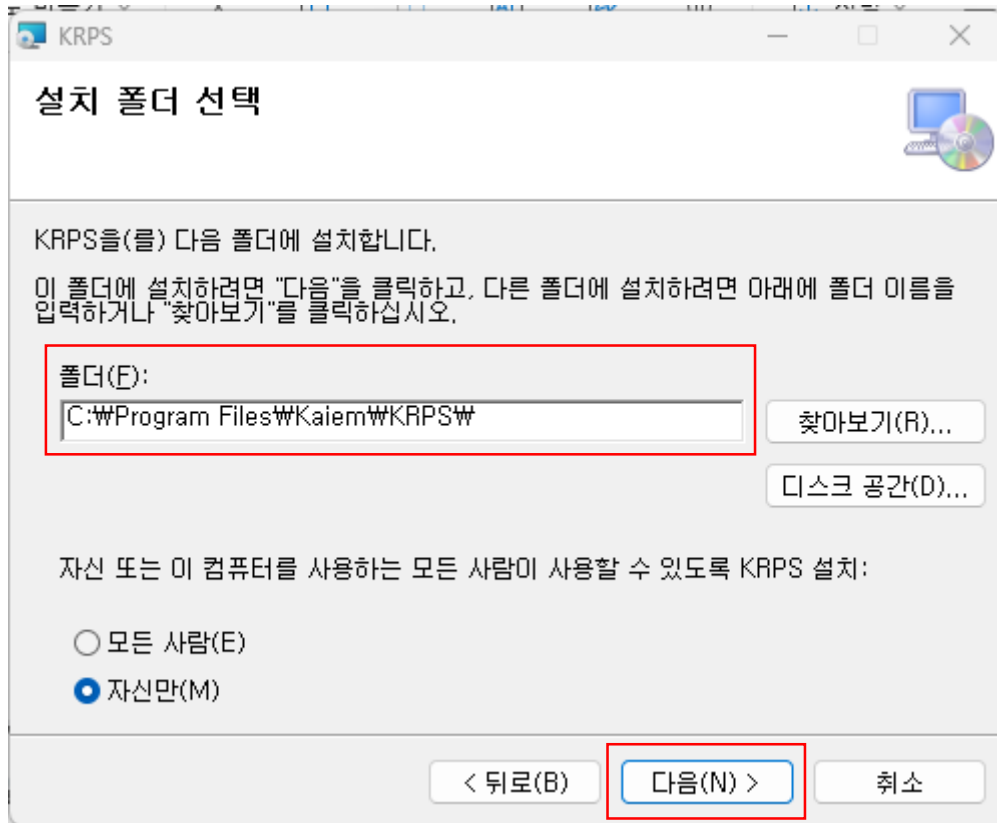 KRPS
설치 폴더 선택
KRPS을(를) 다음 폴더에 설치합니다.
이 폴더에 설치하려면 "다음"을 클릭하고, 다른 폴더에 설치하려면 아래에 폴더 이름을
입력하거나 "찾아보기"를 클릭하십시오.
폴더(F):
C:₩Program Files₩Kaiem₩KRPS₩
찾아보기(R)...
디스크 공간(D)...
자신 또는 이 컴퓨터를 사용하는 모든 사람이 사용할 수 있도록 KRPS 설치:
모든 사람(E)
자신만(M)
< 뒤로(B) 다음(N) > 취소